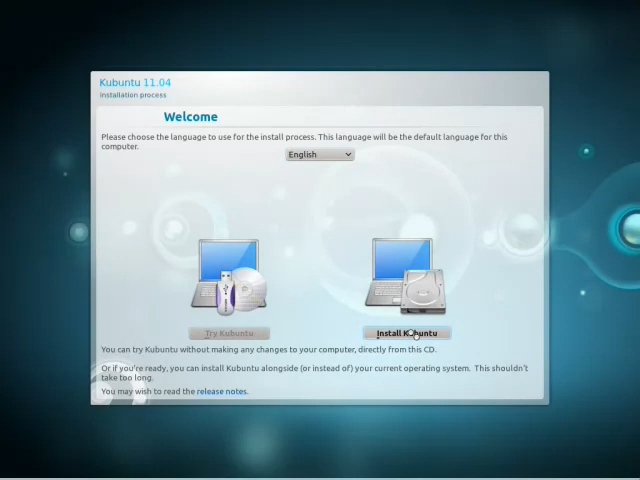 Kubuntu 11.04
Installation process
Welcome
Please choose the language to use for the install process. This language will be the default language for this
computer.
English
Try Kubuntu
Install Kubuntu
You can try Kubuntu without making any changes to your computer, directly from this CD.
Or if you're ready, you can install Kubuntu alongside (or instead of) your current operating system. This shouldn't
take too long.
You may wish to read the release notes.